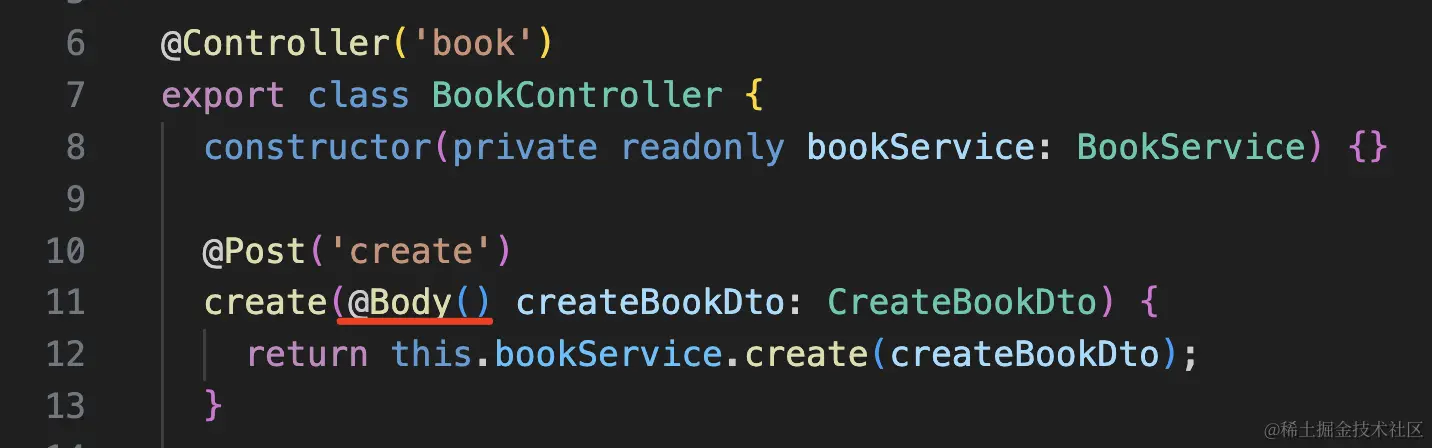 6 @Controller('book')
7 export class BookController {
8 constructor(private readonly bookService: BookService) {}
9
10 @Post('create')
11 create(@Body() createBookDto: CreateBookDto) {
12 return this.bookService.create(createBookDto);
13 }
@稀土掘金技术社区